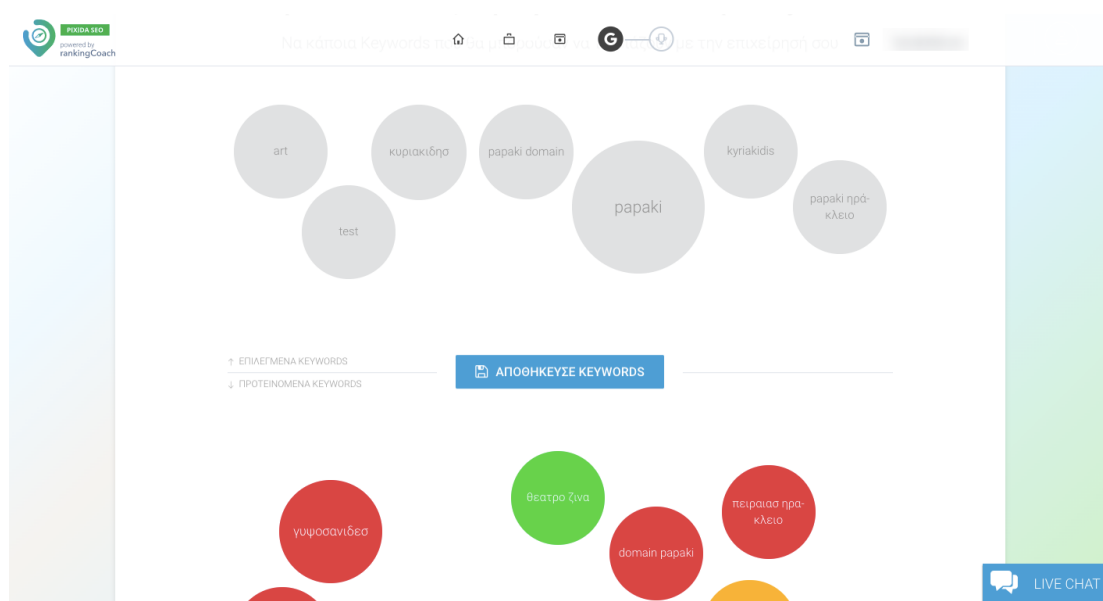 PIXIDA SEO
powered by
rankingCoach
G
art
κυριακιδησ
papaki domain
kyriakidis
papaki
papaki ηρά-
κλειο
test
↑ ΕΠΙΛΕΓΜΕΝΑ KEYWORDS
ΑΠΟΘΗΚΕΥΣΕ KEYWORDS
↓ ΠΡΟΤΕΙΝΟΜΕΝΑ KEYWORDS
θεατρο ζινα
πειραιασ ηρα-
κλειο
γυψοσανιδεσ
domain papaki
LIVE CHAT